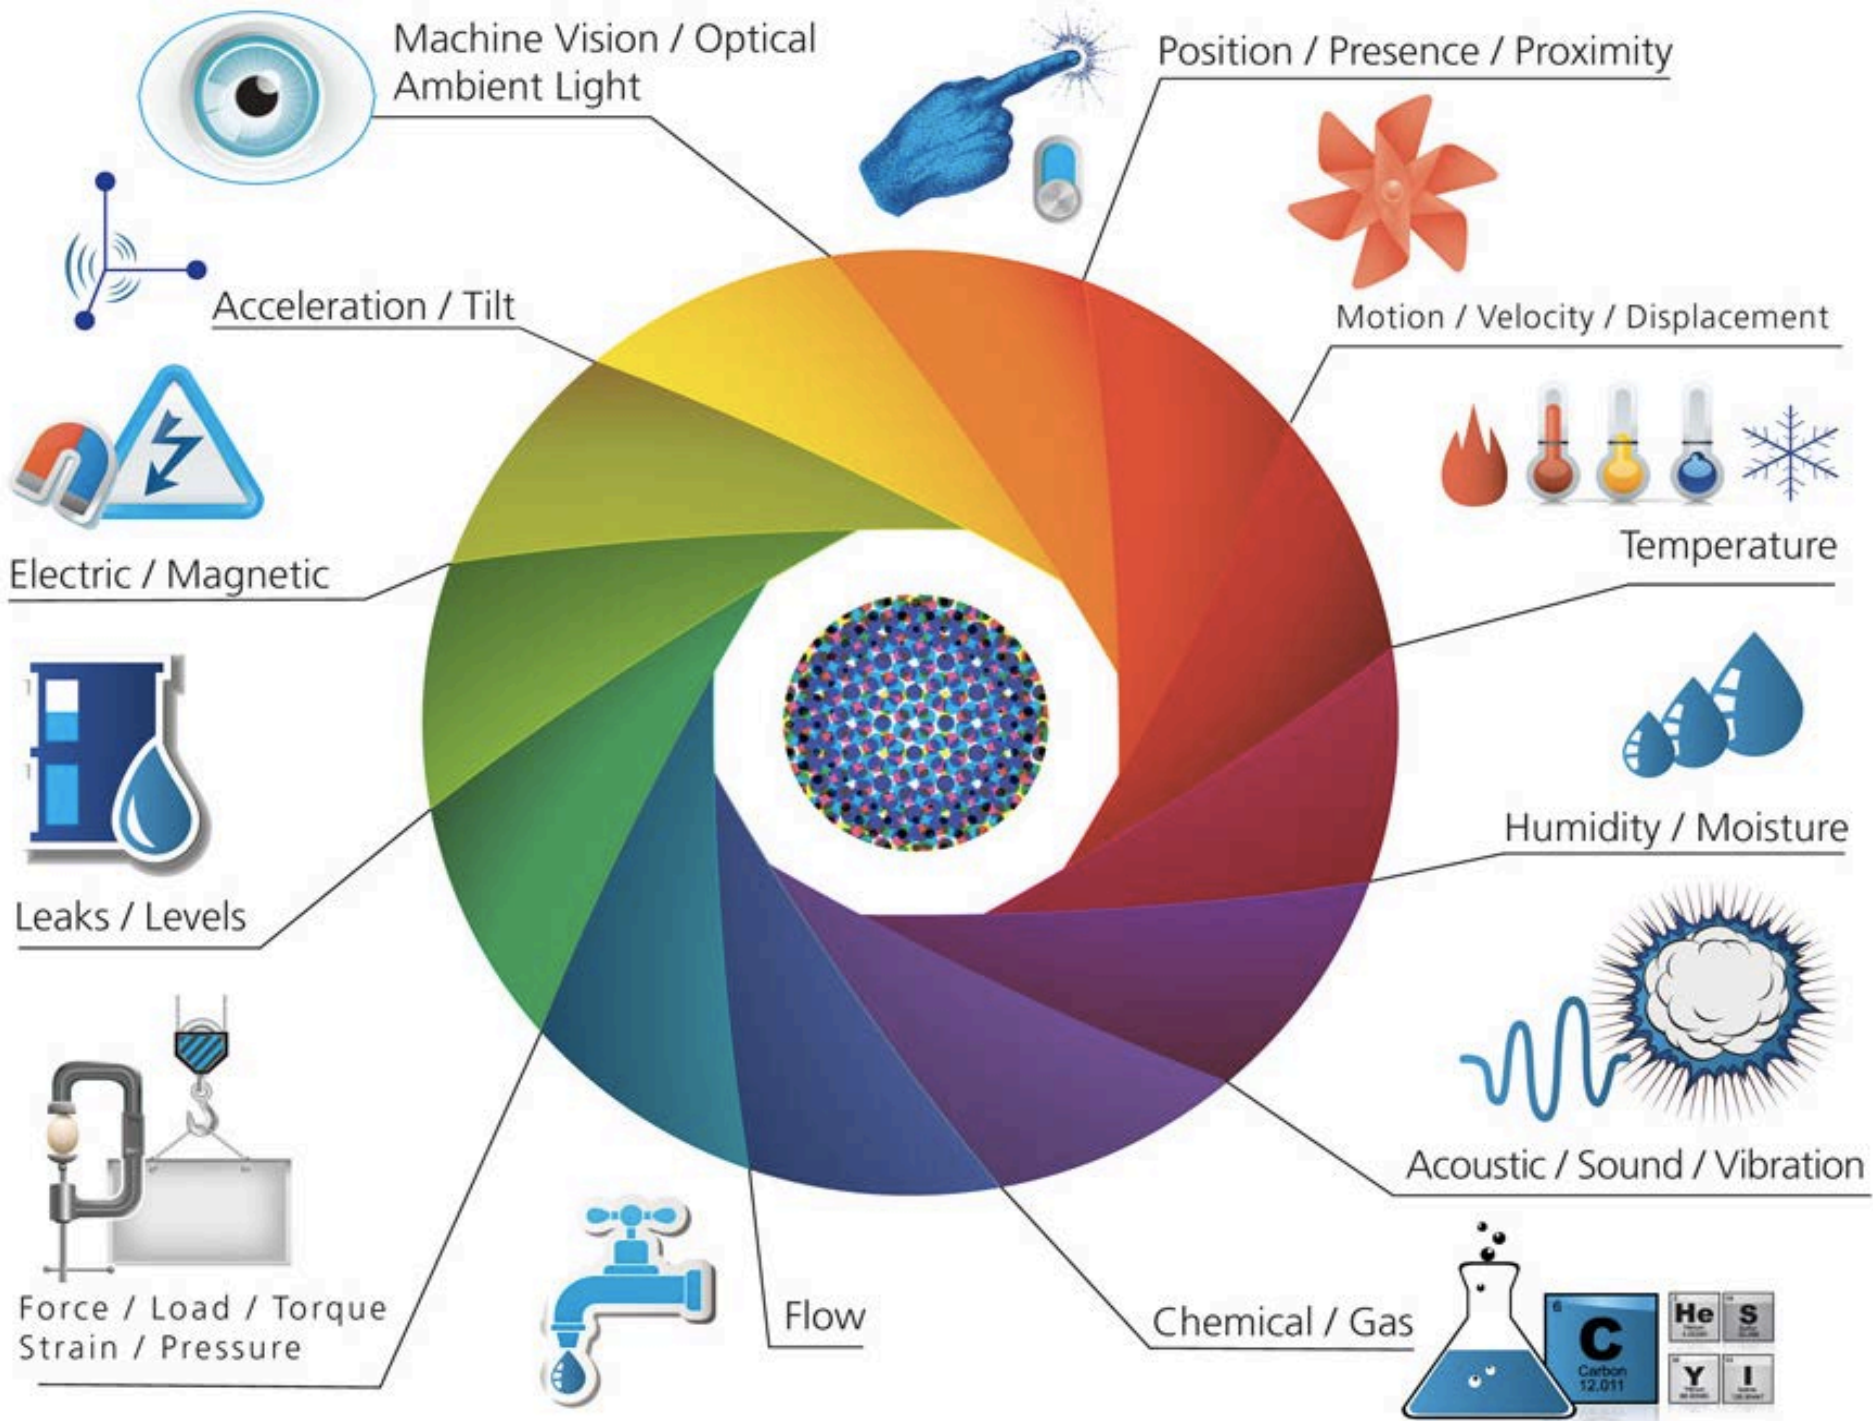 Machine Vision / Optical
Ambient Light
Position / Presence / Proximity
Acceleration / Tilt
Motion / Velocity / Displacement
Electric / Magnetic
Temperature
Humidity / Moisture
Leaks / Levels
Acoustic / Sound / Vibration
Force / Load / Torque
Strain / Pressure
Flow
Chemical / Gas
6
C
Carbon
12.011
He
S
Y
I